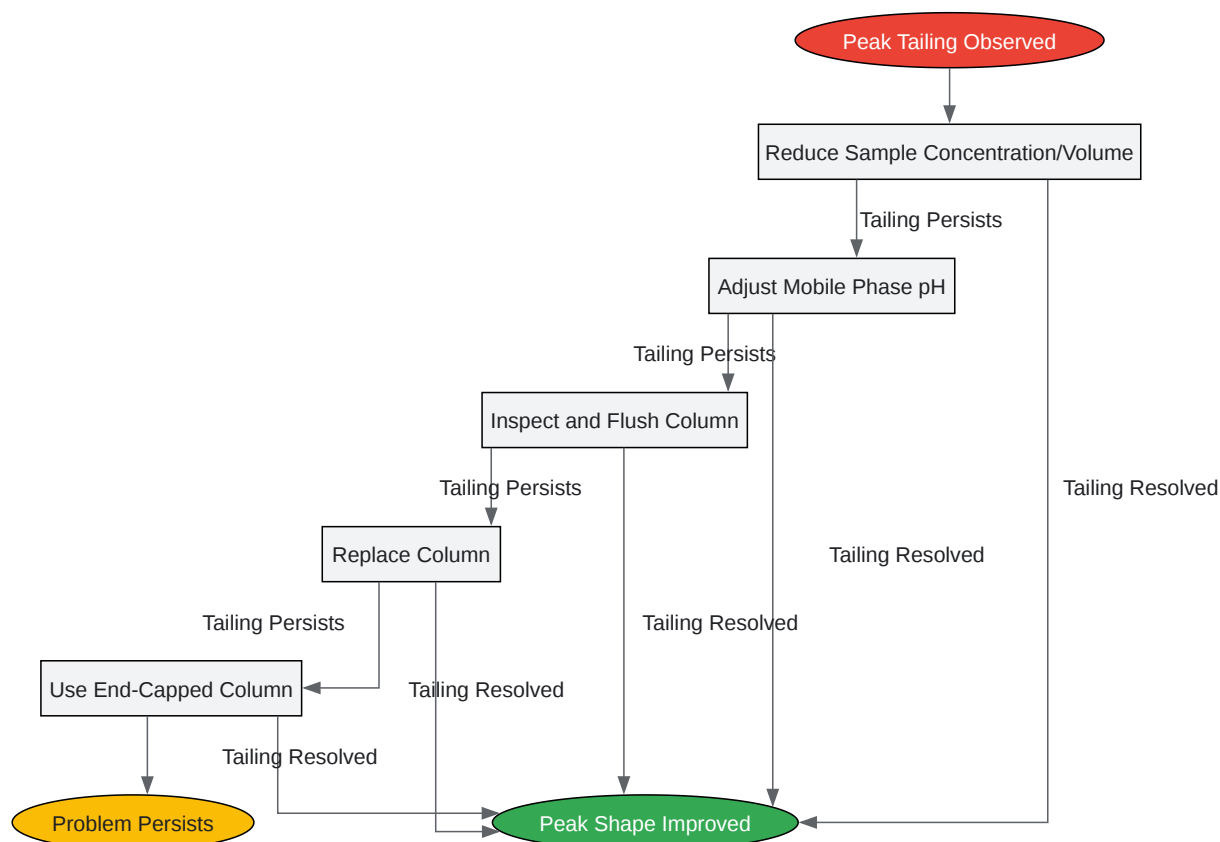 Peak Tailing Observed
Reduce Sample Concentration/Volume
Tailing Persists
Adjust Mobile Phase pH
Tailing Persists
Inspect and Flush Column
Tailing Persists
Tailing Resolved
Replace Column
Tailing Resolved
Tailing Persists
Tailing Resolved
Use End-Capped Column
Tailing Resolved
Tailing Resolved
Problem Persists
Peak Shape Improved